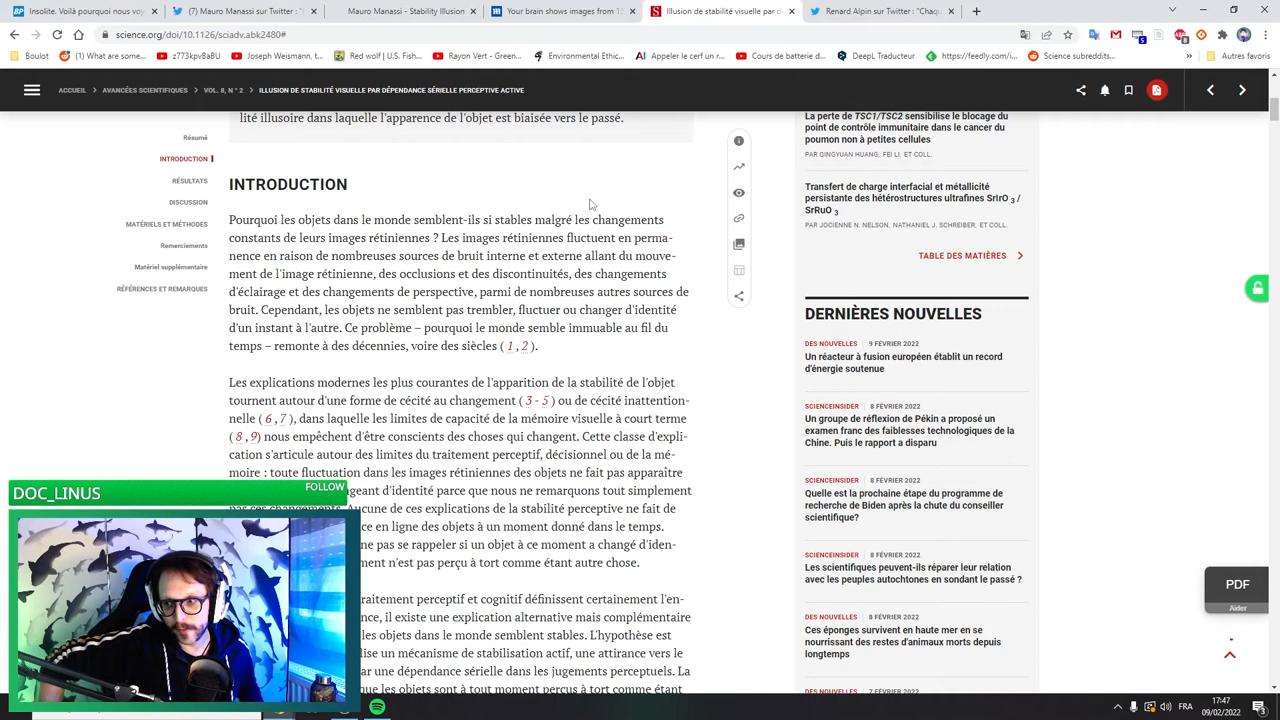 Insolite. Voilà pourquoi nos ye
Mauro Manassi sur Twitter : "I
Mauro Manassi - Stability Illusion
Your brain shows images from 15
Illusion de stabilité visuelle par d
Renard Alpin sur Twitter : "Chaq
science.org/doi/10.1126/sciadv.abk2480#
Boulot
(1) What are some...
z773kpvBaBU
Joseph Weismann, t...
Red wolf | U.S. Fish...
Rayon Vert - Green...
Environmental Ethic...
Appeler le cerf au r...
Cours de batterie d...
DeepL Traducteur
https://feedly.com/i...
Science subreddits...
»
Autres favoris
ACCUEIL > AVANCÉES SCIENTIFIQUES > VOL. 8, N ° 2 > ILLUSION DE STABILITÉ VISUELLE PAR DÉPENDANCE SÉRIELLE PERCEPTIVE ACTIVE
lité illusoire dans laquelle l'apparence de l'objet est biaisée vers le passé.
Résumé
INTRODUCTION
RÉSULTATS
DISCUSSION
MATÉRIELS ET MÉTHODES
Remerciements
Matériel supplémentaire
RÉFÉRENCES ET REMARQUES
INTRODUCTION
Pourquoi les objets dans le monde semblent-ils si stables malgré les changements
constants de leurs images rétiniennes ? Les images rétiniennes fluctuent en perma-
nence en raison de nombreuses sources de bruit interne et externe allant du mouve-
ment de l'image rétinienne, des occlusions et des discontinuités, des changements
d'éclairage et des changements de perspective, parmi de nombreuses autres sources de
bruit. Cependant, les objets ne semblent pas trembler, fluctuer ou changer d'identité
d'un instant à l'autre. Ce problème – pourquoi le monde semble immuable au fil du
temps – remonte à des décennies, voire des siècles ( 1 , 2 ).
Les explications modernes les plus courantes de l'apparition de la stabilité de l'objet
tournent autour d'une forme de cécité au changement ( 3 - 5 ) ou de cécité inattention-
nelle ( 6 , 7 ), dans laquelle les limites de capacité de la mémoire visuelle à court terme
( 8 , 9) nous empêchent d'être conscients des choses qui changent. Cette classe d'expli-
cation s'articule autour des limites du traitement perceptif, décisionnel ou de la mé-
moire : toute fluctuation dans les images rétiniennes des objets ne fait pas apparaître
geant d'identité parce que nous ne remarquons tout simplement
pas ces changements. Aucune de ces explications de la stabilité perceptive ne fait de
ce en ligne des objets à un moment donné dans le temps.
ne pas se rappeler si un objet à ce moment a changé d'iden-
ment n'est pas perçu à tort comme étant autre chose.
raitement perceptif et cognitif définissent certainement l'en-
nce, il existe une explication alternative mais complémentaire
les objets dans le monde semblent stables. L'hypothèse est
lise un mécanisme de stabilisation actif, une attirance vers le
ar une dépendance sérielle dans les jugements perceptuels. La
que les objets sont à tout moment perçus à tort comme étant
La perte de TSC1/TSC2 sensibilise le blocage du
point de contrôle immunitaire dans le cancer du
poumon non à petites cellules
PAR QINGYUAN HUANG, FEI LI, ET COLL.
Transfert de charge interfacial et métallicité
persistante des hétérostructures ultrafines SrIrO 3 /
SrRuO 3
PAR JOCIENNE N. NELSON, NATHANIEL J. SCHREIBER, ET COLL.
TABLE DES MATIÈRES >
DERNIÈRES NOUVELLES
DES NOUVELLES 9 FÉVRIER 2022
Un réacteur à fusion européen établit un record
d'énergie soutenue
SCIENCEINSIDER 8 FÉVRIER 2022
Un groupe de réflexion de Pékin a proposé un
examen franc des faiblesses technologiques de la
Chine. Puis le rapport a disparu
SCIENCEINSIDER 8 FÉVRIER 2022
Quelle est la prochaine étape du programme de
recherche de Biden après la chute du conseiller
scientifique?
SCIENCEINSIDER 8 FÉVRIER 2022
Les scientifiques peuvent-ils réparer leur relation
avec les peuples autochtones en sondant le passé ?
DES NOUVELLES 8 FÉVRIER 2022
Ces éponges survivent en haute mer en se
nourrissant des restes d'animaux morts depuis
longtemps
DES NOUVELLES 7 FÉVRIER 2022
PDF
Aider
DOC_LINUS
FOLLOW
FRA
17:47
09/02/2022